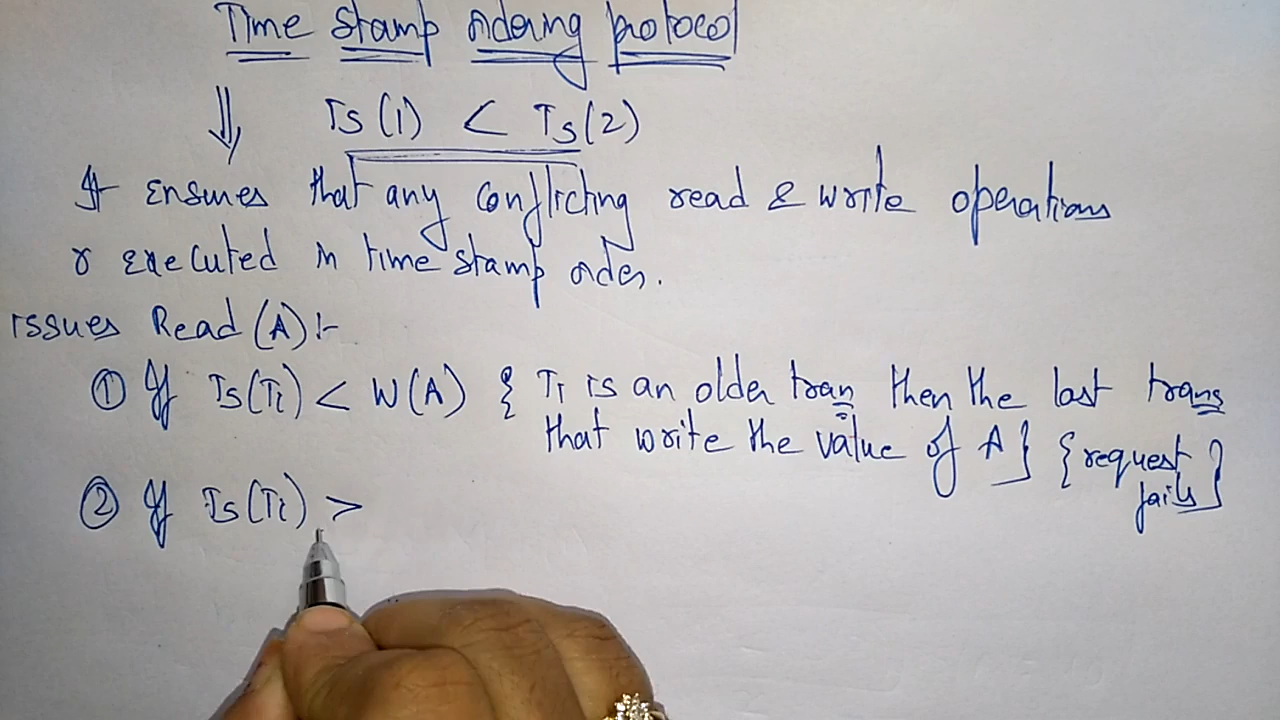 Time stamp ordering protocol
⇓ Ts(1) < Ts(2)
It ensures that any conflicting read & write operations
r executed in time stamp order.
issues Read(A):-
① If Ts(Ti) < W(A) { Ti is an older tran then the last trans
that write the value of A} {request fails}
② If Ts(Ti) >